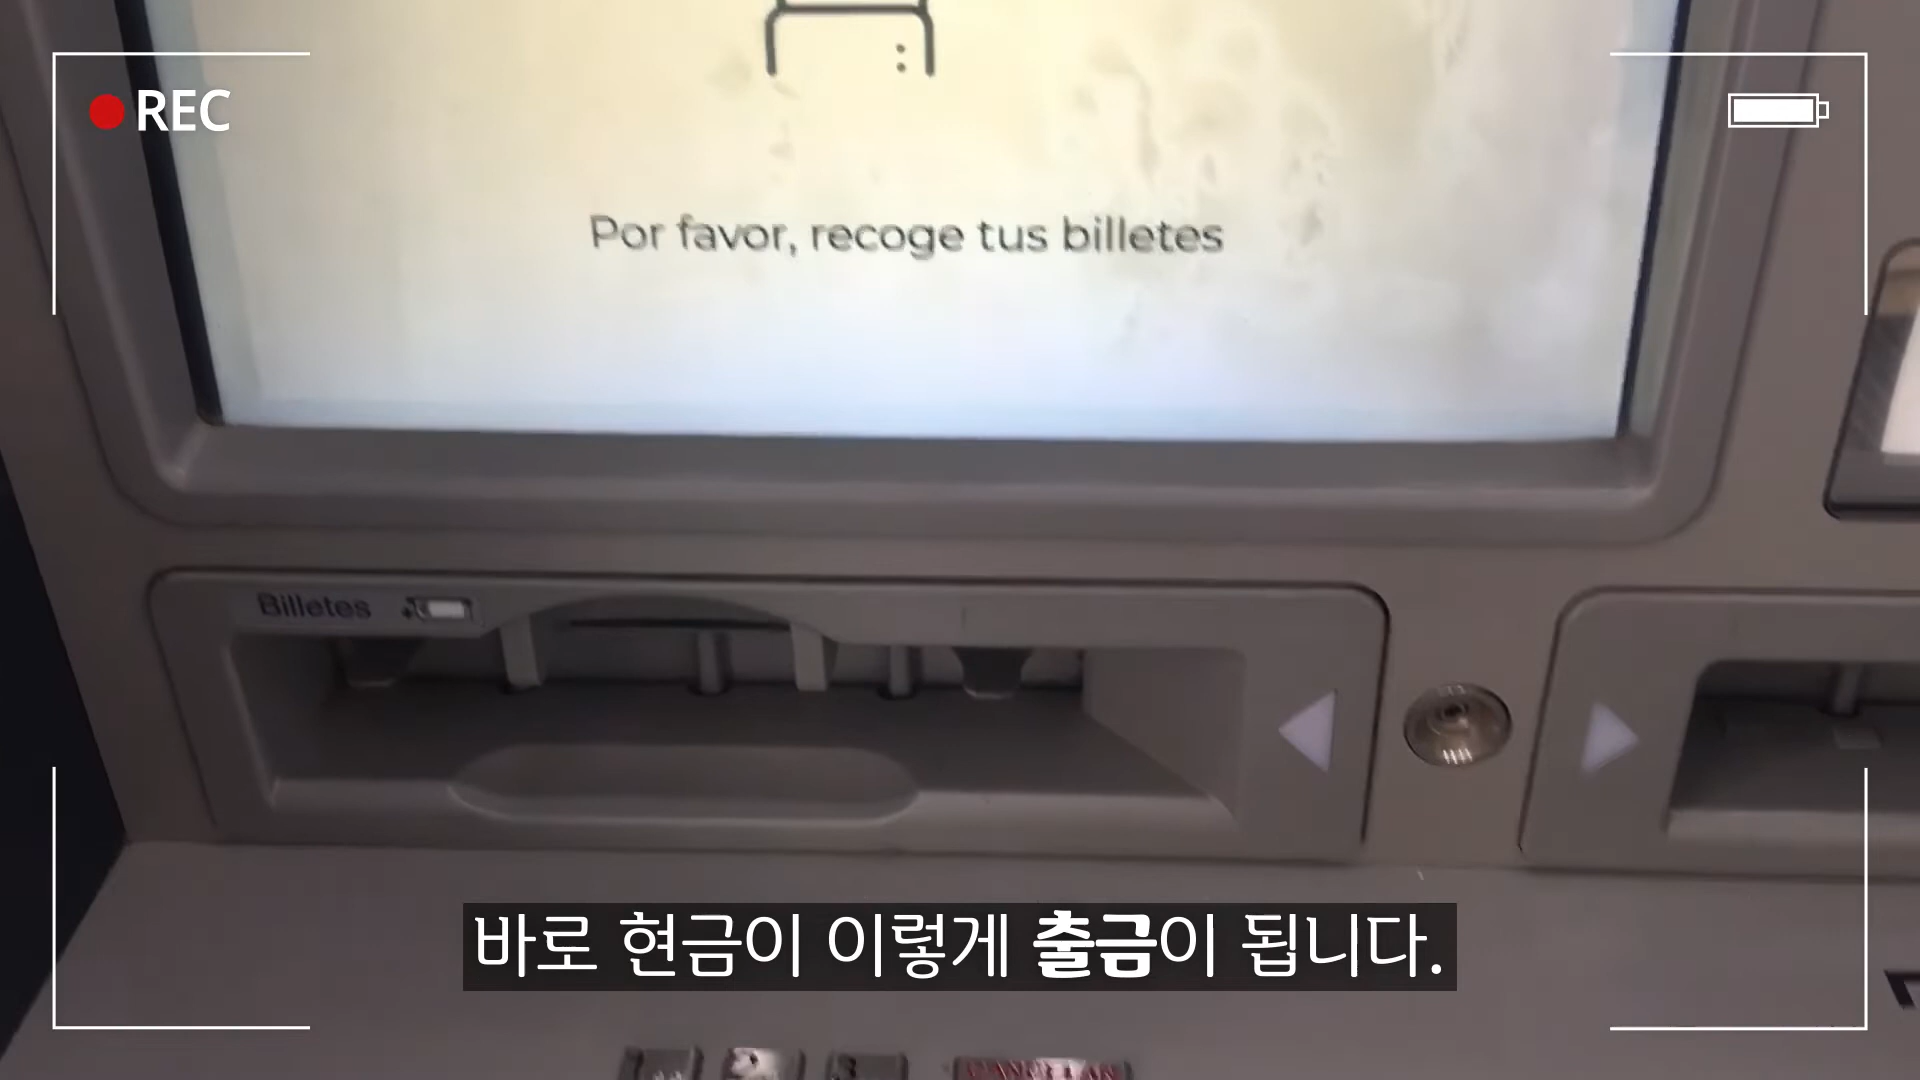 REC
Por favor, recoge tus billetes
Billetes
바로 현금이 이렇게 출금이 됩니다.